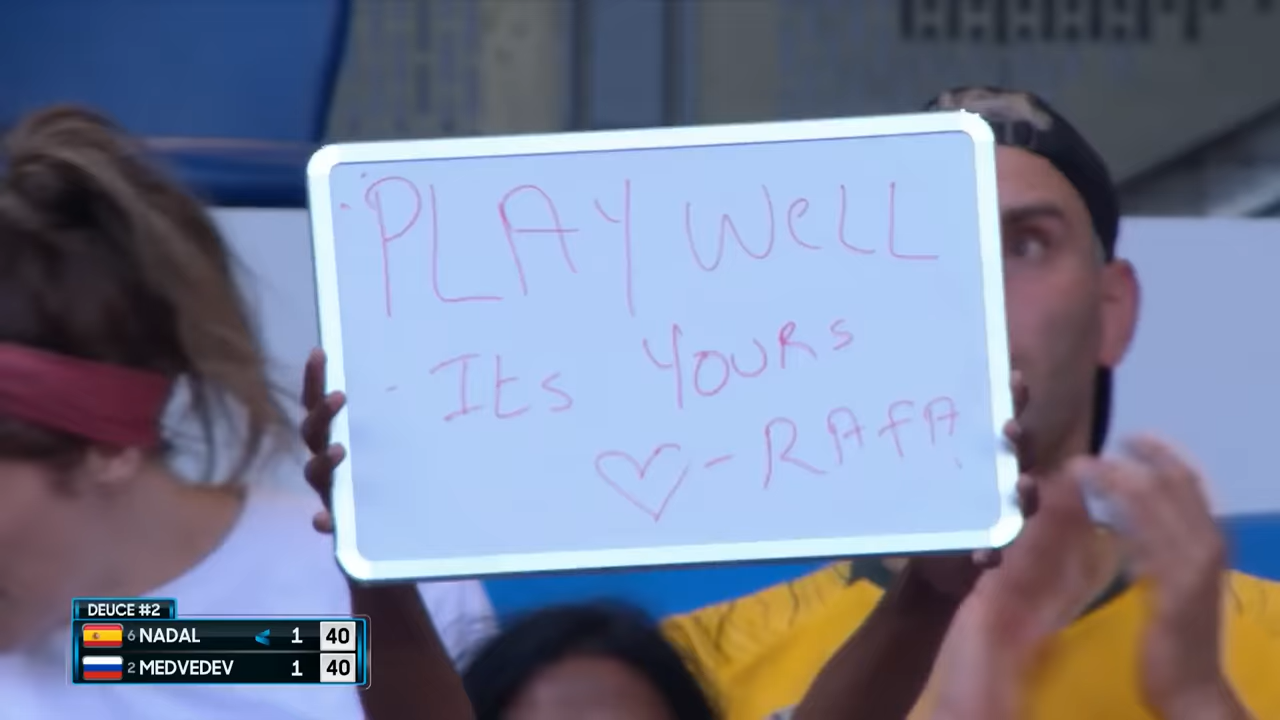 PLAY WeLL
Its YouRs
♡-RAfA
DEUCE #2
6 NADAL 1 40
2 MEDVEDEV 1 40